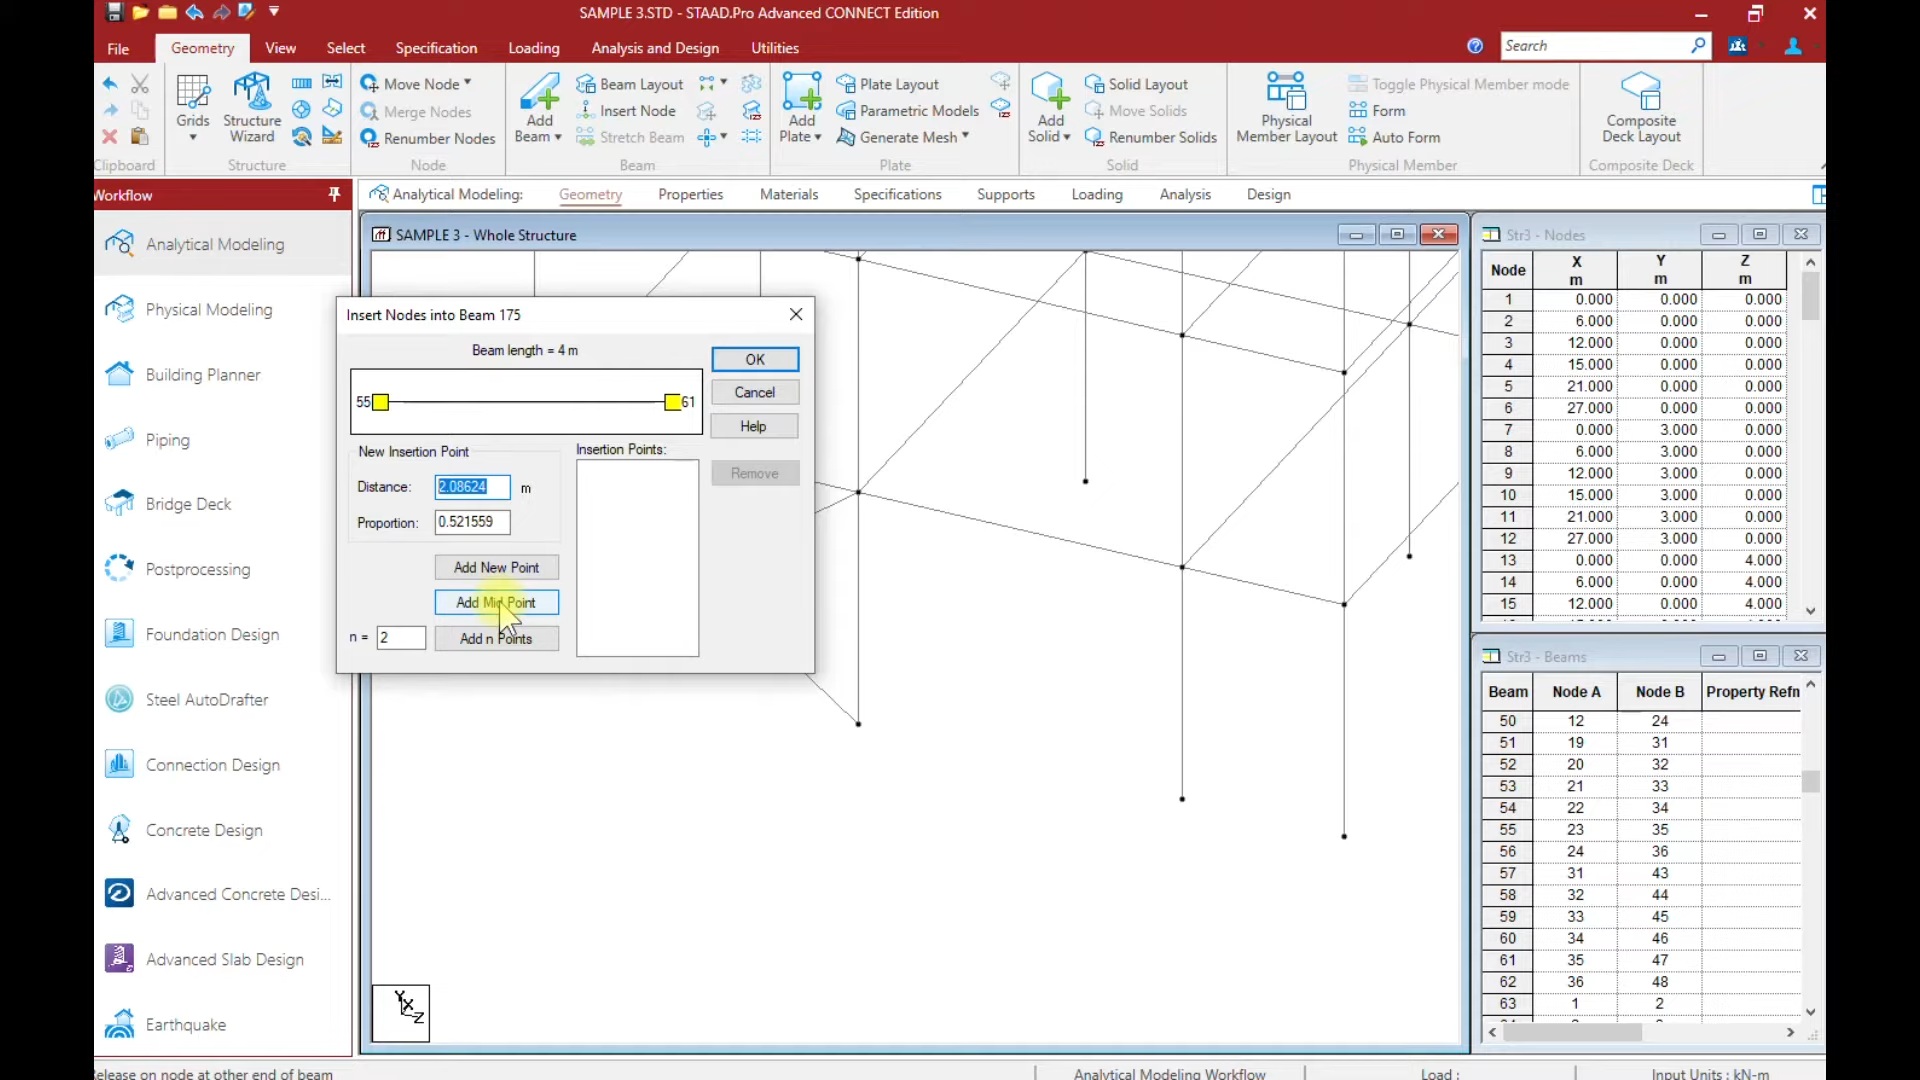 SAMPLE 3.STD - STAAD.Pro Advanced CONNECT Edition
File Geometry View Select Specification Loading Analysis and Design Utilities Search
Grids
Structure Wizard
Move Node
Merge Nodes
Renumber Nodes
Add Beam
Beam Layout
Insert Node
Stretch Beam
Add Plate
Plate Layout
Parametric Models
Generate Mesh
Add Solid
Solid Layout
Move Solids
Renumber Solids
Physical Member Layout
Toggle Physical Member mode
Form
Auto Form
Composite Deck Layout
Clipboard Structure Node Beam Plate Solid Physical Member Composite Deck
Workflow
Analytical Modeling: Geometry Properties Materials Specifications Supports Loading Analysis Design
Analytical Modeling
Physical Modeling
Building Planner
Piping
Bridge Deck
Postprocessing
Foundation Design
Steel AutoDrafter
Connection Design
Concrete Design
Advanced Concrete Desi...
Advanced Slab Design
Earthquake
SAMPLE 3 - Whole Structure
Insert Nodes into Beam 175
Beam length = 4 m
55 61
OK
Cancel
Help
Remove
New Insertion Point
Insertion Points:
Distance: 2.08624 m
Proportion: 0.521559
Add New Point
Add Mid Point
n = 2 Add n Points
Y X Z
Str3 - Nodes
Node X m Y m Z m
1 0.000 0.000 0.000
2 6.000 0.000 0.000
3 12.000 0.000 0.000
4 15.000 0.000 0.000
5 21.000 0.000 0.000
6 27.000 0.000 0.000
7 0.000 3.000 0.000
8 6.000 3.000 0.000
9 12.000 3.000 0.000
10 15.000 3.000 0.000
11 21.000 3.000 0.000
12 27.000 3.000 0.000
13 0.000 0.000 4.000
14 6.000 0.000 4.000
15 12.000 0.000 4.000
Str3 - Beams
Beam Node A Node B Property Refn
50 12 24
51 19 31
52 20 32
53 21 33
54 22 34
55 23 35
56 24 36
57 31 43
58 32 44
59 33 45
60 34 46
61 35 47
62 36 48
63 1 2
elease on node at other end of beam Analytical Modeling Workflow Load : Input Units : kN-m